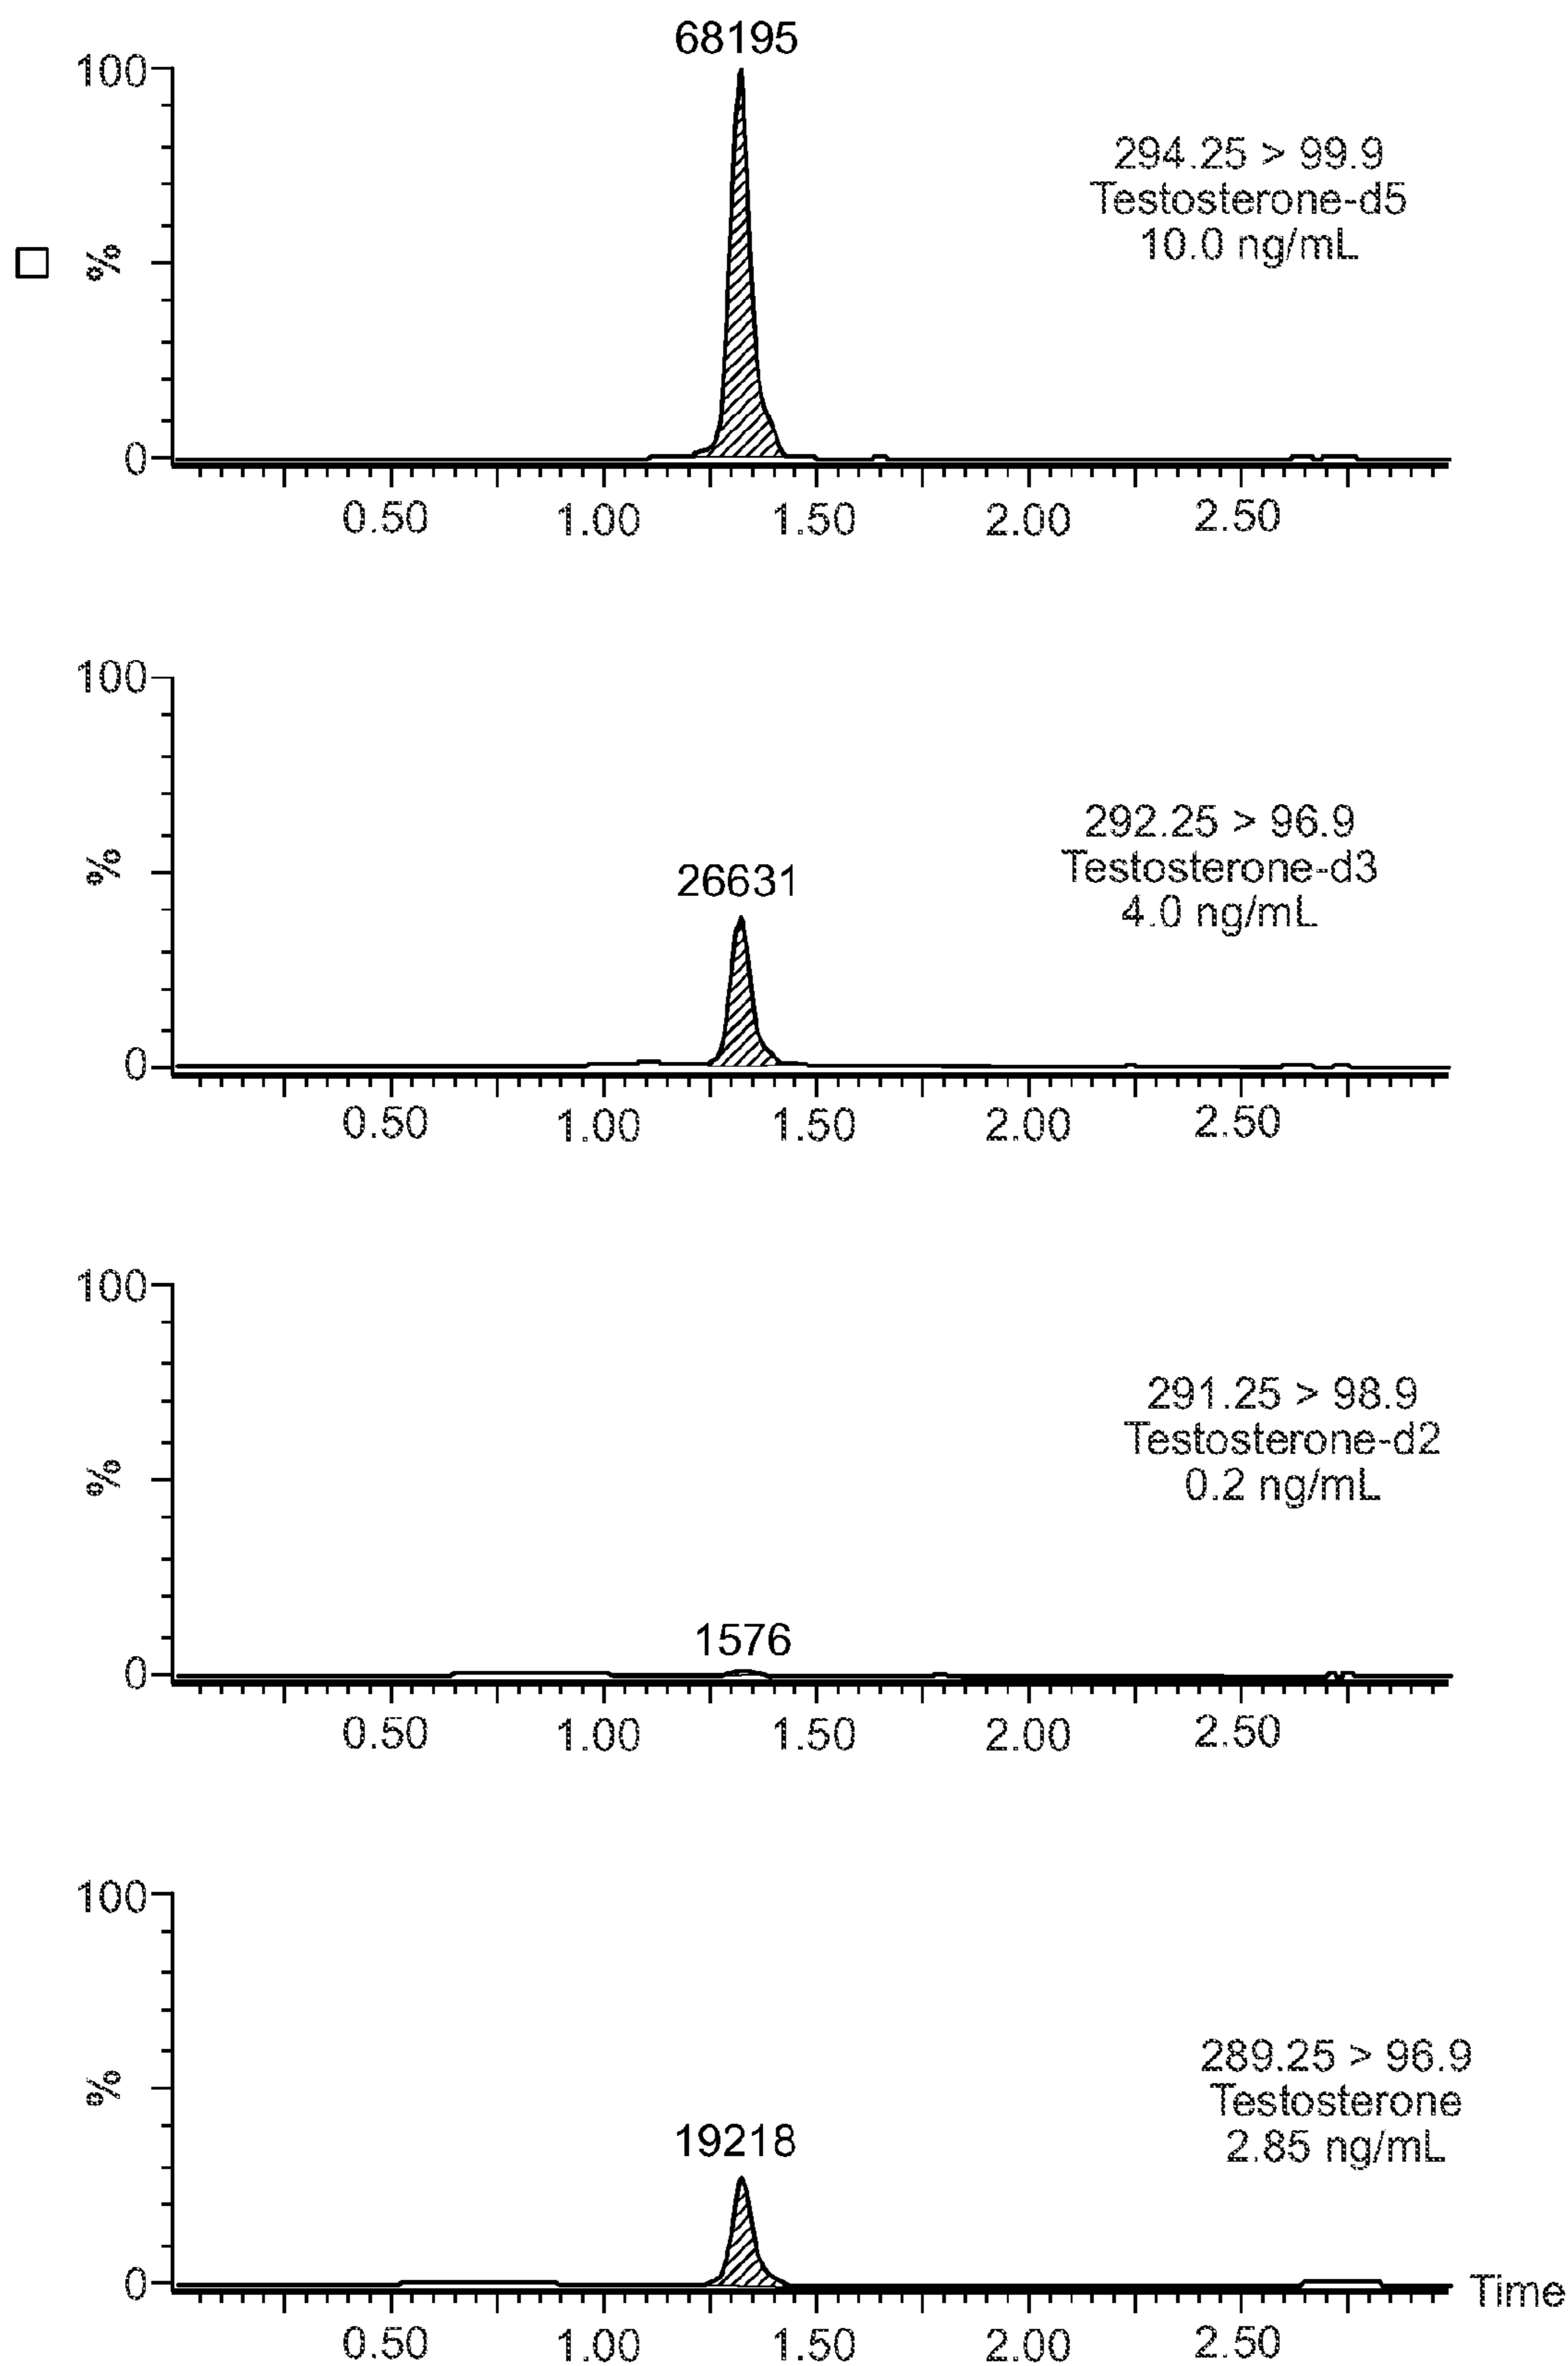 68195
100
294.25 > 99.9
Testosterone-d5
10.0 ng/mL
%
0
0.50 1.00 1.50 2.00 2.50
100
292.25 > 96.9
Testosterone-d3
4.0 ng/mL
%
26631
0
0.50 1.00 1.50 2.00 2.50
100
291.25 > 98.9
Testosterone-d2
0.2 ng/mL
%
1576
0
0.50 1.00 1.50 2.00 2.50
100
289.25 > 96.9
Testosterone
2.85 ng/mL
%
19218
0
Time
0.50 1.00 1.50 2.00 2.50